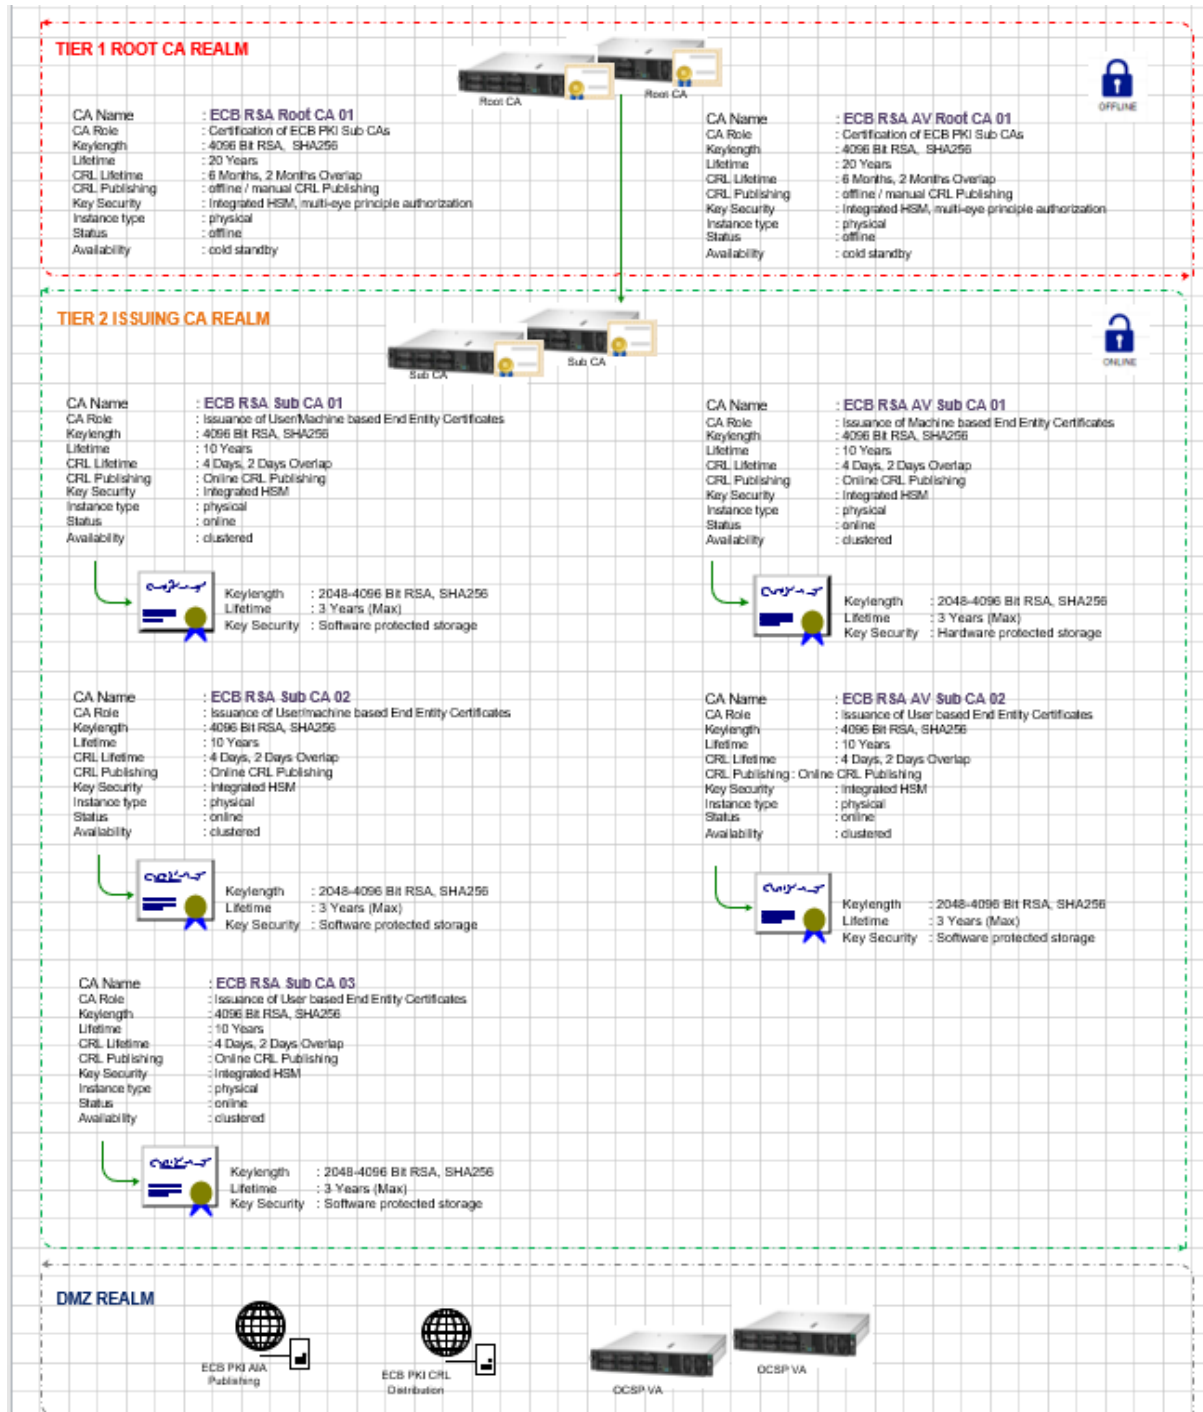 TIER 1 ROOT CA REALM
Root CA
Root CA
OFFLINE
CA Name : ECB RSA Root CA 01
CA Role : Certification of ECB PKI Sub CAs
Keylength : 4096 Bit RSA, SHA256
Lifetime : 20 Years
CRL Lifetime : 6 Months, 2 Months Overlap
CRL Publishing : offline / manual CRL Publishing
Key Security : Integrated HSM, multi-eye principle authorization
Instance type : physical
Status : offline
Availability : cold standby
CA Name : ECB RSA AV Root CA 01
CA Role : Certification of ECB PKI Sub CAs
Keylength : 4096 Bit RSA, SHA256
Lifetime : 20 Years
CRL Lifetime : 6 Months, 2 Months Overlap
CRL Publishing : offline / manual CRL Publishing
Key Security : Integrated HSM, multi-eye principle authorization
Instance type : physical
Status : offline
Availability : cold standby
TIER 2 ISSUING CA REALM
Sub CA
Sub CA
ONLINE
CA Name : ECB RSA Sub CA 01
CA Role : Issuance of User/Machine based End Entity Certificates
Keylength : 4096 Bit RSA, SHA256
Lifetime : 10 Years
CRL Lifetime : 4 Days, 2 Days Overlap
CRL Publishing : Online CRL Publishing
Key Security : Integrated HSM
Instance type : physical
Status : online
Availability : clustered
Keylength : 2048-4096 Bit RSA, SHA256
Lifetime : 3 Years (Max)
Key Security : Software protected storage
CA Name : ECB RSA AV Sub CA 01
CA Role : Issuance of Machine based End Entity Certificates
Keylength : 4096 Bit RSA, SHA256
Lifetime : 10 Years
CRL Lifetime : 4 Days, 2 Days Overlap
CRL Publishing : Online CRL Publishing
Key Security : Integrated HSM
Instance type : physical
Status : online
Availability : clustered
Keylength : 2048-4096 Bit RSA, SHA256
Lifetime : 3 Years (Max)
Key Security : Hardware protected storage
CA Name : ECB RSA Sub CA 02
CA Role : Issuance of User/machine based End Entity Certificates
Keylength : 4096 Bit RSA, SHA256
Lifetime : 10 Years
CRL Lifetime : 4 Days, 2 Days Overlap
CRL Publishing : Online CRL Publishing
Key Security : Integrated HSM
Instance type : physical
Status : online
Availability : clustered
Keylength : 2048-4096 Bit RSA, SHA256
Lifetime : 3 Years (Max)
Key Security : Software protected storage
CA Name : ECB RSA AV Sub CA 02
CA Role : Issuance of User based End Entity Certificates
Keylength : 4096 Bit RSA, SHA256
Lifetime : 10 Years
CRL Lifetime : 4 Days, 2 Days Overlap
CRL Publishing : Online CRL Publishing
Key Security : Integrated HSM
Instance type : physical
Status : online
Availability : clustered
Keylength : 2048-4096 Bit RSA, SHA256
Lifetime : 3 Years (Max)
Key Security : Software protected storage
CA Name : ECB RSA Sub CA 03
CA Role : Issuance of User based End Entity Certificates
Keylength : 4096 Bit RSA, SHA256
Lifetime : 10 Years
CRL Lifetime : 4 Days, 2 Days Overlap
CRL Publishing : Online CRL Publishing
Key Security : Integrated HSM
Instance type : physical
Status : online
Availability : clustered
Keylength : 2048-4096 Bit RSA, SHA256
Lifetime : 3 Years (Max)
Key Security : Software protected storage
DMZ REALM
ECB PKI AIA
Publishing
ECB PKI CRL
Distribution
OCSP VA
OCSP VA